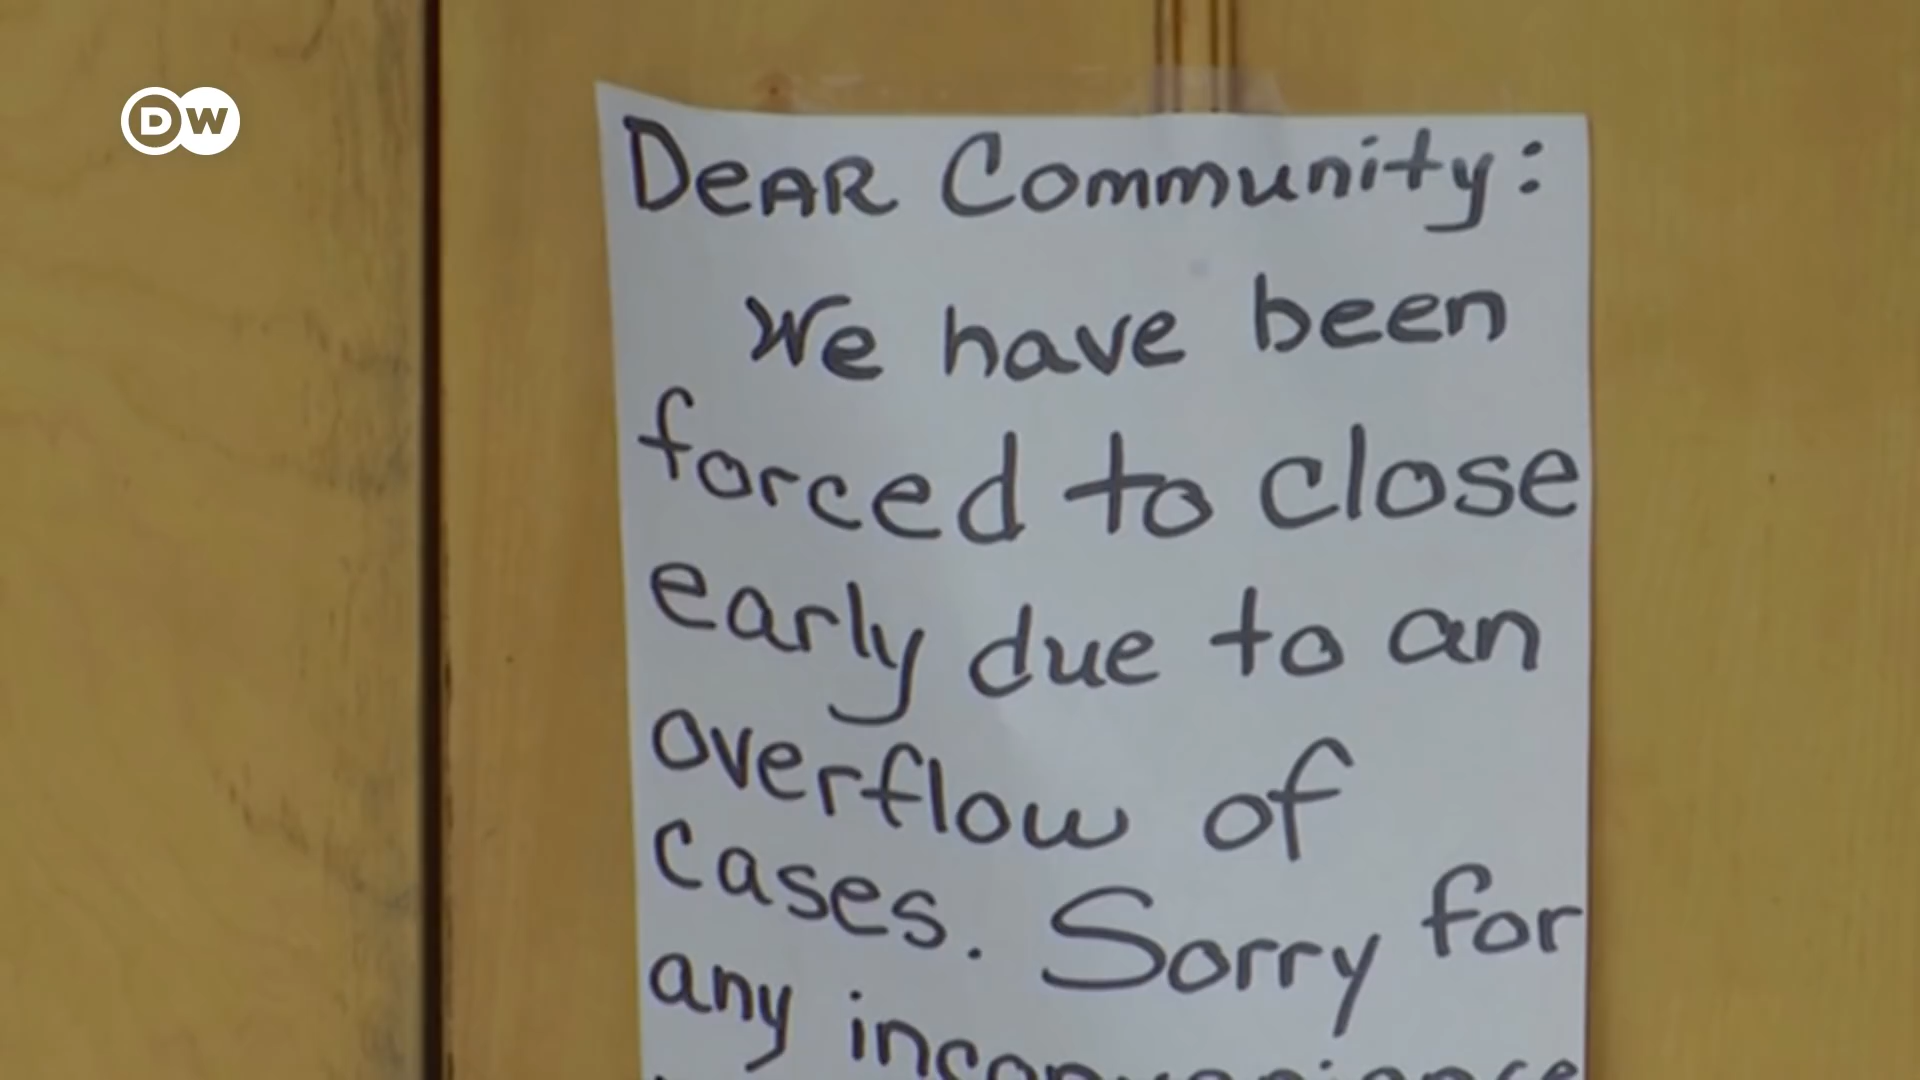 DW
DeAR Community:
We have been
forced to close
early due to an
overflow of
cases. Sorry for
any inconvenience